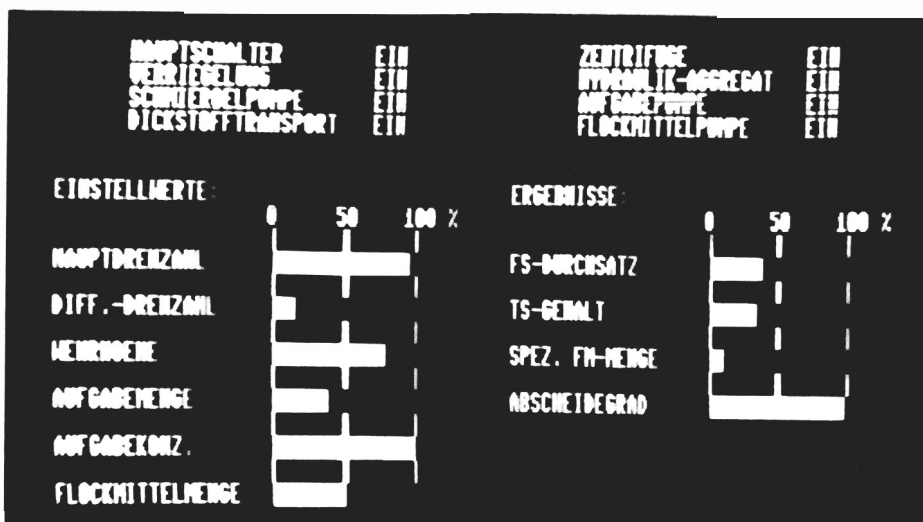 HAUPTSCHALTER EIN
VERRIEGELUNG EIN
SCHMIEROELPUMPE EIN
DICKSTOFFTRANSPORT EIN
ZENTRIFUGE EIN
HYDRAULIK-AGGREGAT EIN
AUFGABEPUMPE EIN
FLOCKMITTELPUMPE EIN
EINSTELLWERTE:
0 50 100 %
HAUPTDREHZAHL
DIFF.-DREHZAHL
WEHRHOEHE
AUFGABEMENGE
AUFGABEKONZ.
FLOCKMITTELMENGE
ERGEBNISSE:
0 50 100 %
FS-DURCHSATZ
TS-GEHALT
SPEZ. FM-MENGE
ABSCHEIDEGRAD